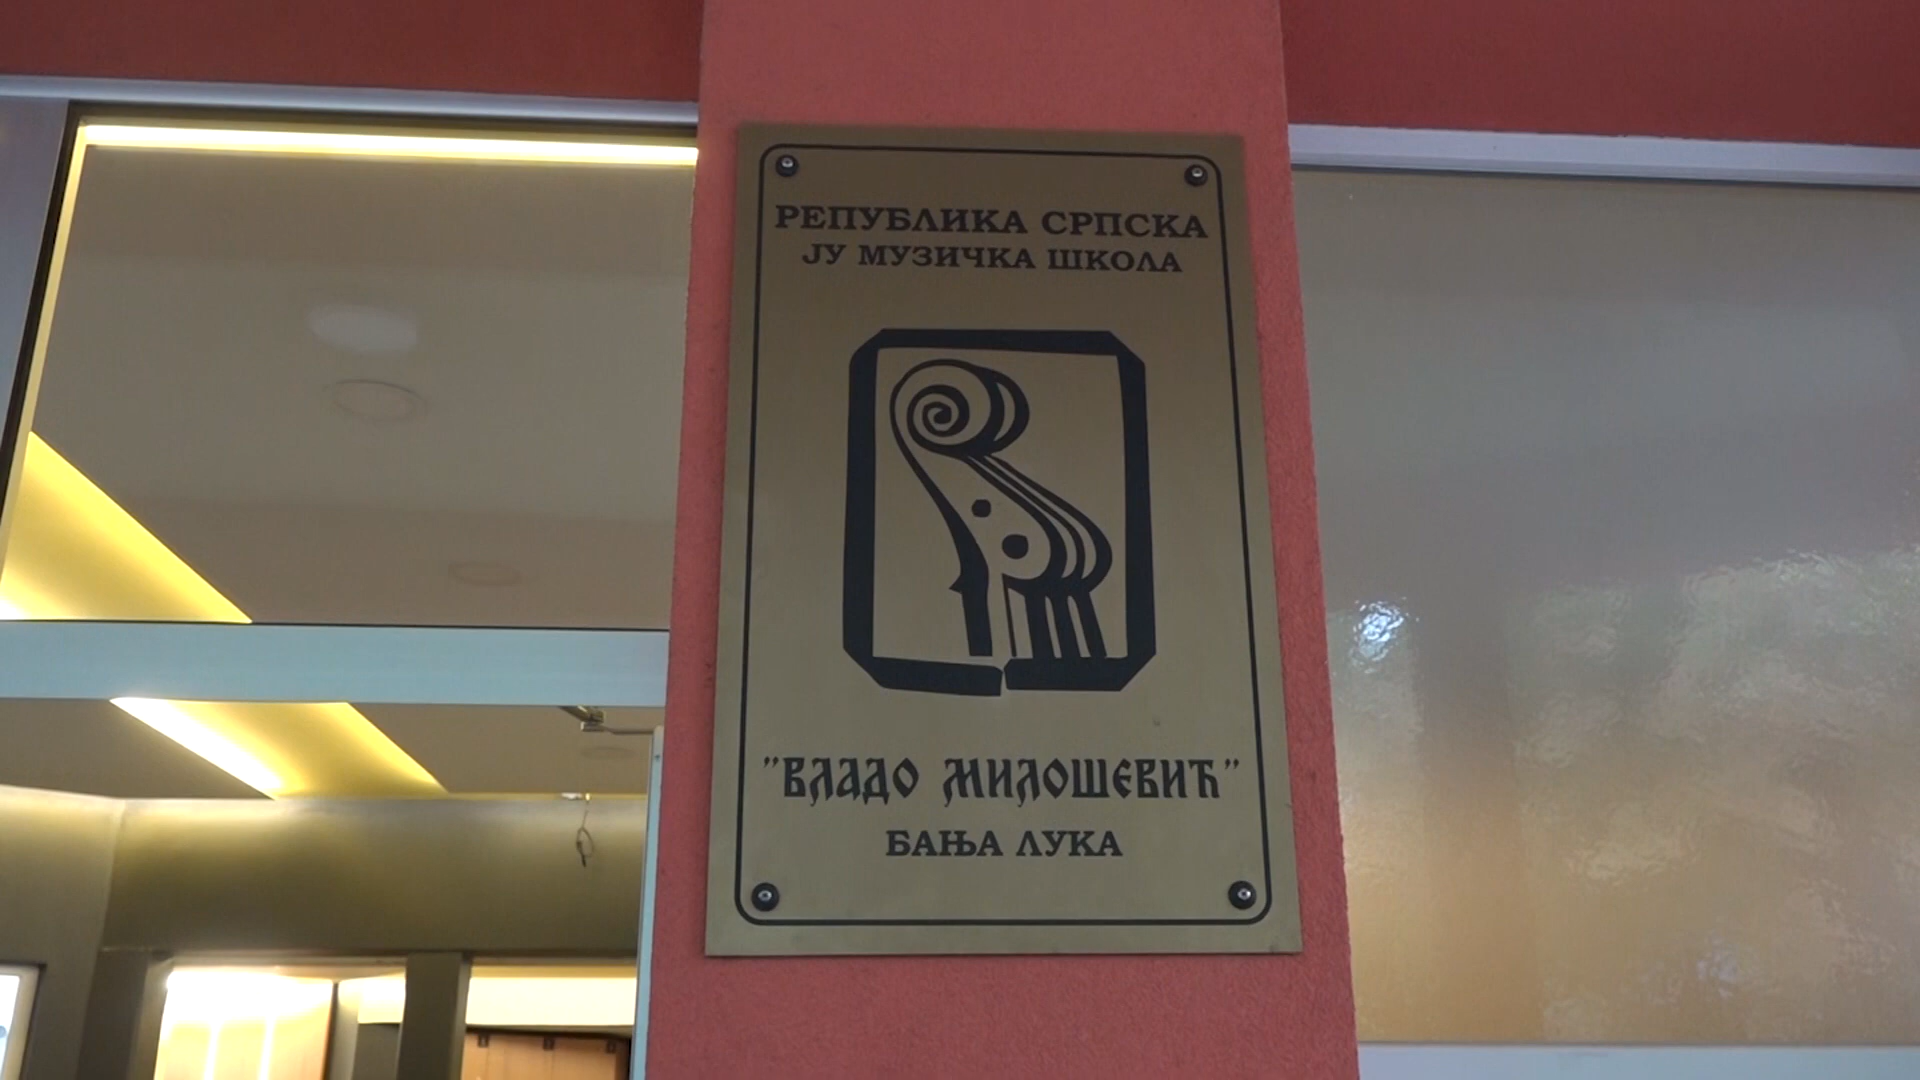 РЕПУБЛИКА СРПСКА
ЈУ МУЗИЧКА ШКОЛА
"ВЛАДО МИЛОШЕВИЋ"
БАЊА ЛУКА